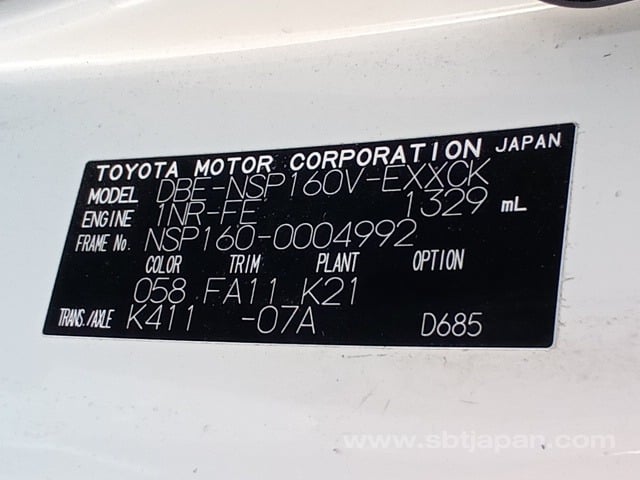 TOYOTA MOTOR CORPORATION JAPAN
MODEL DBE-NSP160V-EXXCK
ENGINE 1NR-FE 1329 mL
FRAME No. NSP160-0004992
COLOR TRIM PLANT OPTION
058 FA11 K21
TRANS./AXLE K411 -07A D685
www.sbtjapan.com